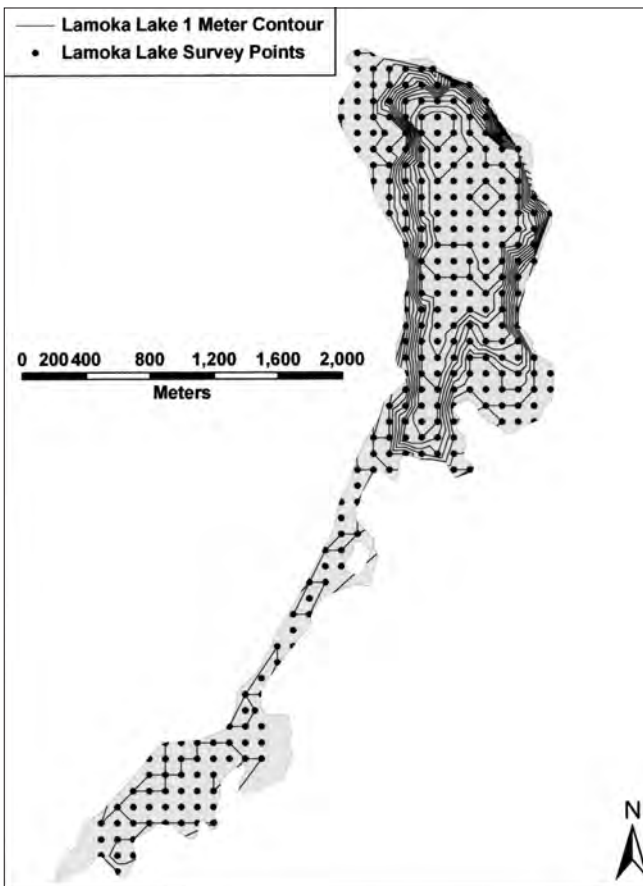 Lamoka Lake 1 Meter Contour
Lamoka Lake Survey Points
0 200 400 800 1,200 1,600 2,000
Meters
N